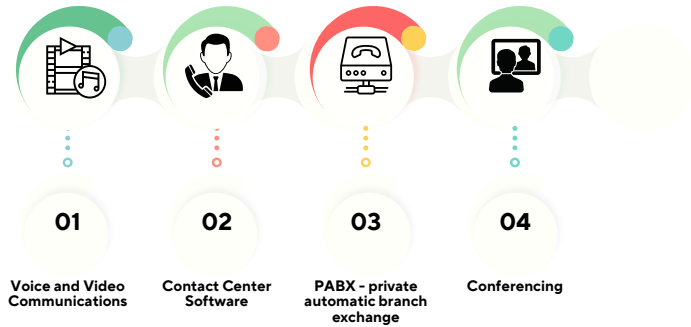 01
02
03
04
Voice and Video
Communications
Contact Center
Software
PABX - private
automatic branch
exchange
Conferencing